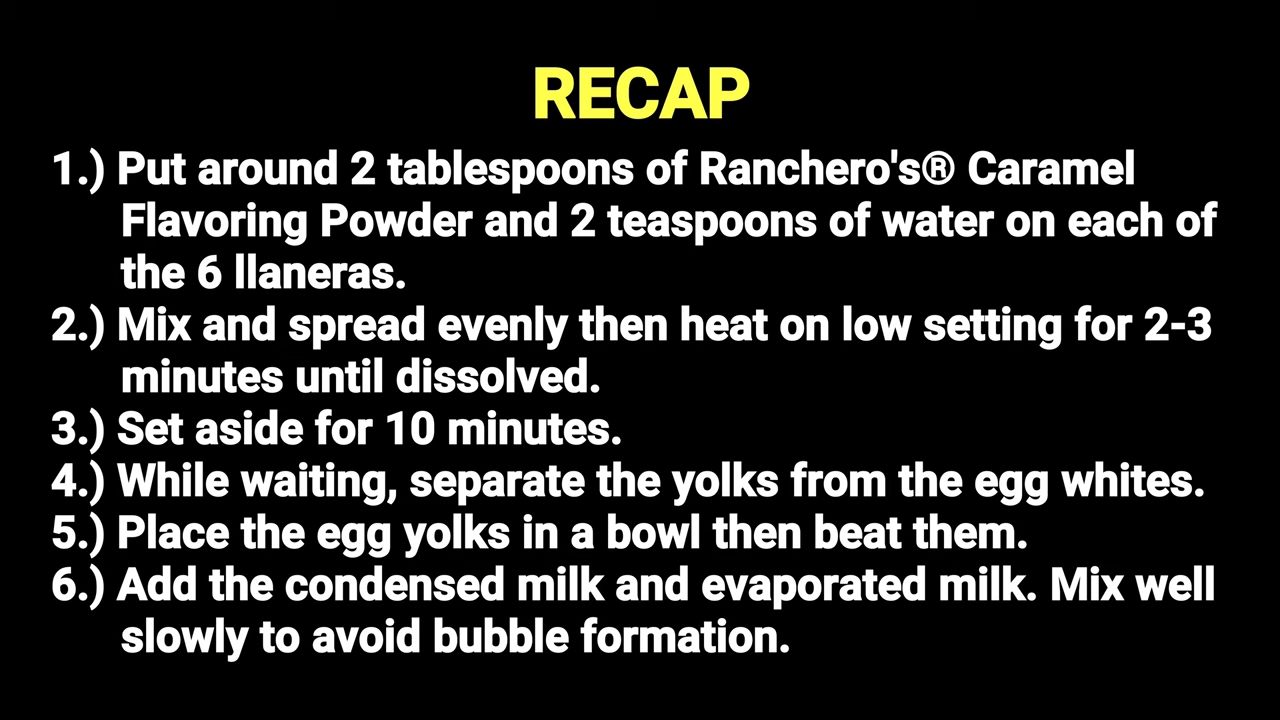 RECAP
1.) Put around 2 tablespoons of Ranchero's® Caramel
Flavoring Powder and 2 teaspoons of water on each of
the 6 llaneras.
2.) Mix and spread evenly then heat on low setting for 2-3
minutes until dissolved.
3.) Set aside for 10 minutes.
4.) While waiting, separate the yolks from the egg whites.
5.) Place the egg yolks in a bowl then beat them.
6.) Add the condensed milk and evaporated milk. Mix well
slowly to avoid bubble formation.